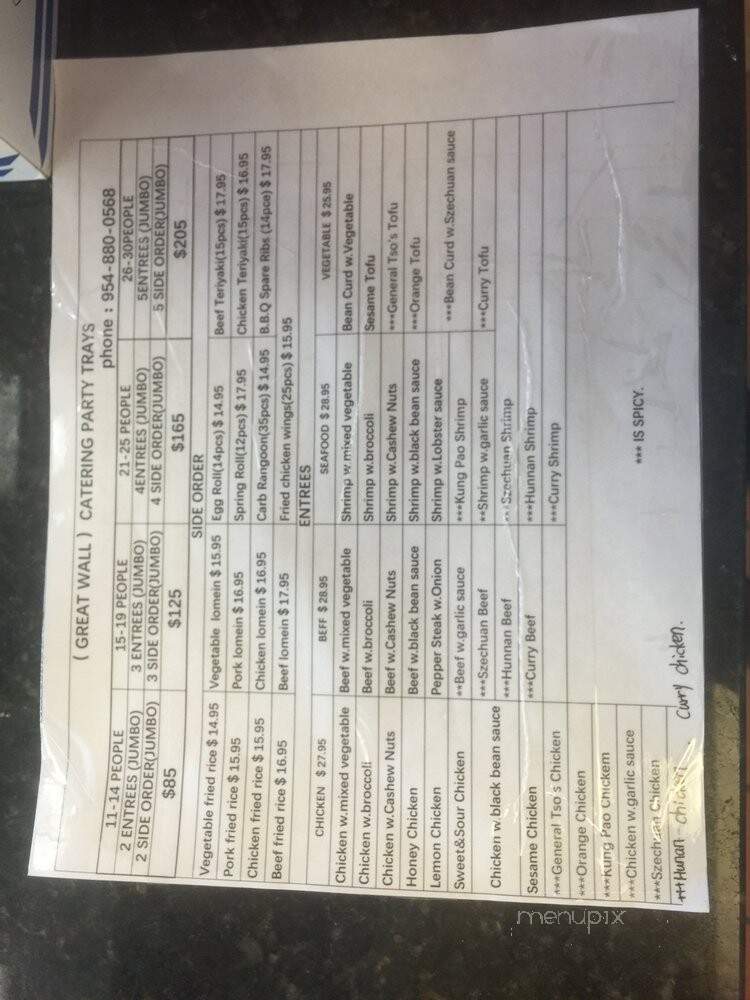 ( GREAT WALL ) CATERING PARTY TRAYS
phone : 954-880-0568
11-14 PEOPLE 15-19 PEOPLE 21-25 PEOPLE 26-30PEOPLE
2 ENTREES (JUMBO) 3 ENTREES (JUMBO) 4ENTREES (JUMBO) 5ENTREES (JUMBO)
2 SIDE ORDER(JUMBO) 3 SIDE ORDER(JUMBO) 4 SIDE ORDER(JUMBO) 5 SIDE ORDER(JUMBO)
$85 $125 $165 $205
SIDE ORDER
Vegetable fried rice $ 14.95 Vegetable lomein $ 15.95 Egg Roll(14pcs) $ 14.95 Beef Teriyaki(15pcs) $ 17.95
Pork fried rice $ 15.95 Pork lomein $ 16.95 Spring Roll(12pcs) $ 17.95 Chicken Teriyaki(15pcs) $ 16.95
Chicken fried rice $ 15.95 Chicken lomein $ 16.95 Carb Rangoon(35pcs) $ 14.95 B.B.Q Spare Ribs (14pce) $ 17.95
Beef fried rice $ 16.95 Beef lomein $ 17.95 Fried chicken wings(25pcs) $ 15.95
ENTREES
CHICKEN $ 27.95 BEFF $ 28.95 SEAFOOD $ 28.95 VEGETABLE $ 25.95
Chicken w.mixed vegetable Beef w.mixed vegetable Shrimp w.mixed vegetable Bean Curd w.Vegetable
Chicken w.broccoli Beef w.broccoli Shrimp w.broccoli Sesame Tofu
Chicken w.Cashew Nuts Beef w.Cashew Nuts Shrimp w.Cashew Nuts ***General Tso's Tofu
Honey Chicken Beef w.black bean sauce Shrimp w.black bean sauce ***Orange Tofu
Lemon Chicken Pepper Steak w.Onion Shrimp w.Lobster sauce
Sweet&Sour Chicken **Beef w.garlic sauce ***Kung Pao Shrimp ***Bean Curd w.Szechuan sauce
Chicken w.black bean sauce ***Szechuan Beef **Shrimp w.garlic sauce ***Curry Tofu
***Hunnan Beef ***Szechuan Shrimp
Sesame Chicken ***Curry Beef ***Hunnan Shrimp
***General Tso s Chicken ***Curry Shrimp
***Orange Chicken
***Kung Pao Chickem
***Chicken w.garlic sauce
***Szechuan Chicken
*** IS SPICY.
***Hunan chicken Curry chicken.
menupix